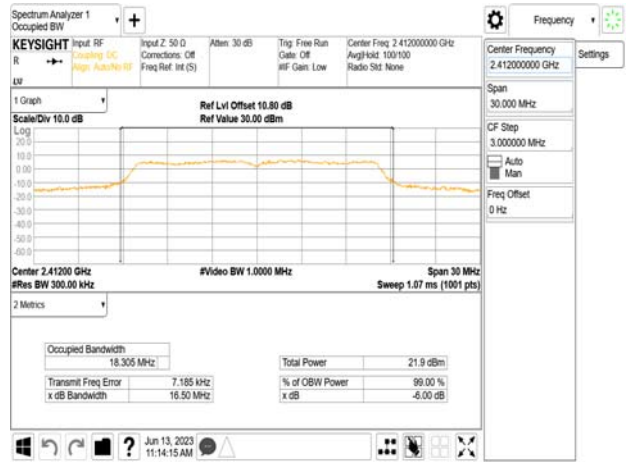 Spectrum Analyzer 1
Occupied BW
+
Frequency
KEYSIGHT
R
LXI
Input: RF
Coupling: DC
Align: Auto/No RF
Input Z: 50 Ω
Corrections: Off
Freq Ref: Int (S)
Atten: 30 dB
Trig: Free Run
Gate: Off
#IF Gain: Low
Center Freq: 2.412000000 GHz
Avg|Hold: 100/100
Radio Std: None
Center Frequency
2.412000000 GHz
Settings
Span
30.000 MHz
CF Step
3.000000 MHz
Auto
Man
Freq Offset
0 Hz
1 Graph
Scale/Div 10.0 dB
Ref Lvl Offset 10.80 dB
Ref Value 30.00 dBm
Log
20.0
10.0
0.00
-10.0
-20.0
-30.0
-40.0
-50.0
-60.0
Center 2.41200 GHz
#Res BW 300.00 kHz
#Video BW 1.0000 MHz
Span 30 MHz
Sweep 1.07 ms (1001 pts)
2 Metrics
Occupied Bandwidth
18.305 MHz
Total Power 21.9 dBm
Transmit Freq Error 7.185 kHz
% of OBW Power 99.00 %
x dB Bandwidth 16.50 MHz
x dB -6.00 dB
?
Jun 13, 2023
11:14:15 AM